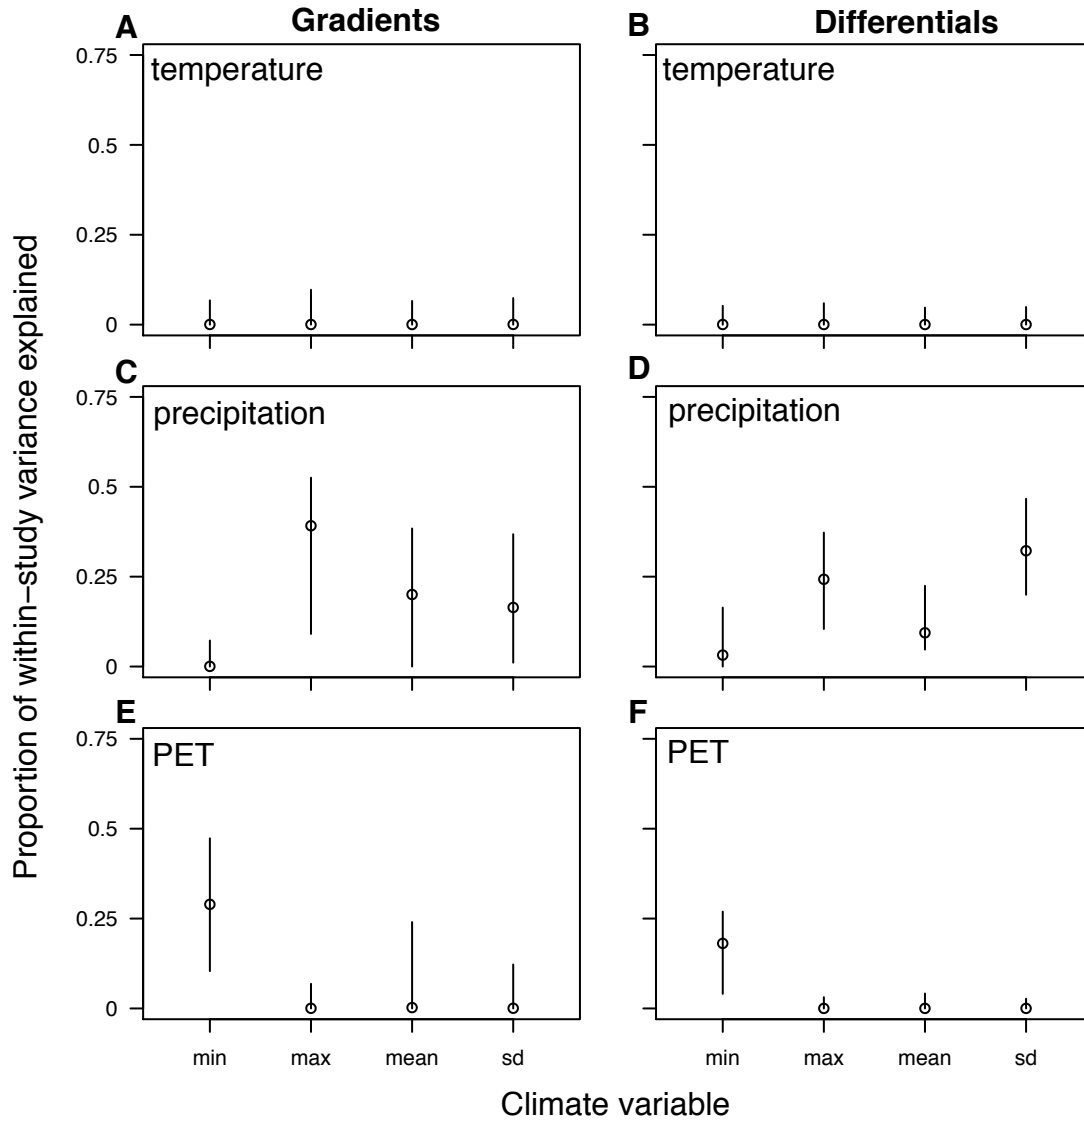 A Gradients
B Differentials
temperature
temperature
0.75
0.5
0.25
0
C
D
precipitation
precipitation
0.75
0.5
0.25
0
E
F
PET
PET
0.75
0.5
0.25
0
min max mean sd
min max mean sd
Proportion of within−study variance explained
Climate variable